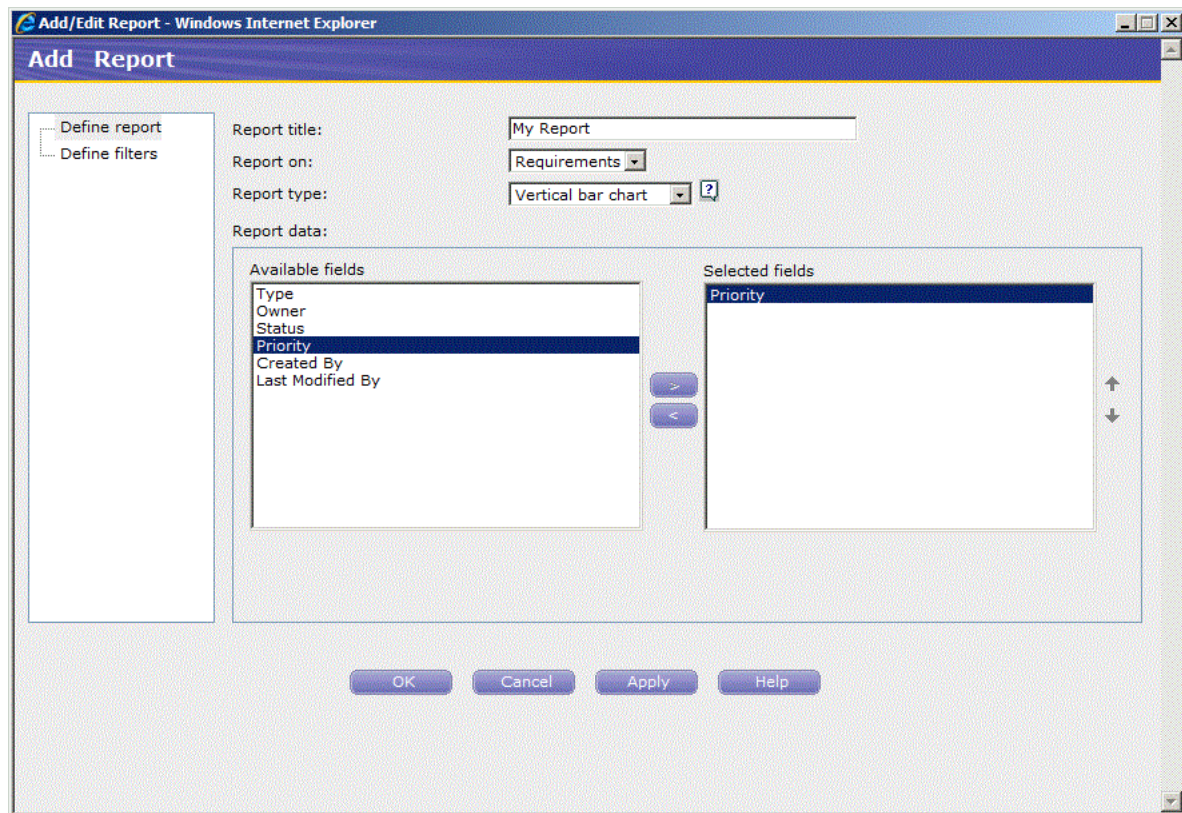 Add/Edit Report - Windows Internet Explorer
Add Report
Define report
Define filters
Report title:
My Report
Report on:
Requirements
Report type:
Vertical bar chart
?
Report data:
Available fields
Type
Owner
Status
Priority
Created By
Last Modified By
>
<
Selected fields
Priority
OK
Cancel
Apply
Help